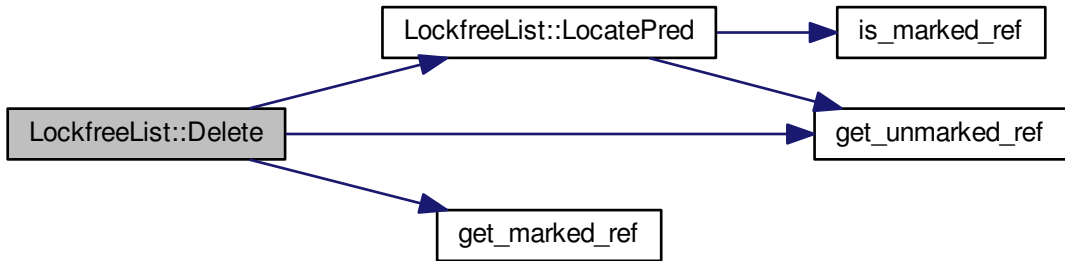 LockfreeList::LocatePred
is_marked_ref
LockfreeList::Delete
get_unmarked_ref
get_marked_ref